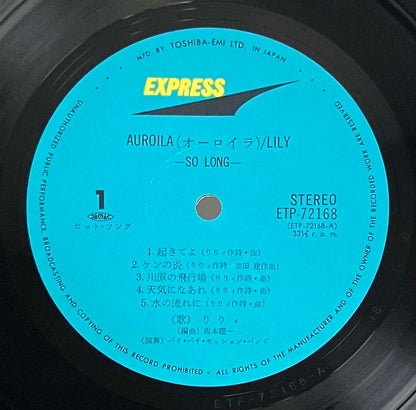 MFD. BY TOSHIBA-EMI LTD. IN JAPAN
EXPRESS
AUROILA (オーロイラ)/LILY
—SO LONG—
1
ヒット・ソング
STEREO
ETP-72168
(ETP-72168-A)
33⅓ r. p. m.
1. 起きてよ (りりィ作詩・曲)
2. ケンの炎 (りりィ作詩 吉田 建作曲)
3. 川原の飛行場 (りりィ作詩・曲)
4. 天気になあれ (りりィ作詩・曲)
5. 水の流れに (りりィ作詩・曲)
(歌) りりィ
(編曲) 坂本龍一
(演奏) バイ・バイ・セッション・バンド
UNAUTHORIZED PUBLIC PERFORMANCE, BROADCASTING AND COPYING OF THIS RECORD PROHIBITED
ALL RIGHTS OF THE MANUFACTURER AND OF THE OWNER OF THE RECORDED WORK ARE RESERVED.
ETP-72168-A